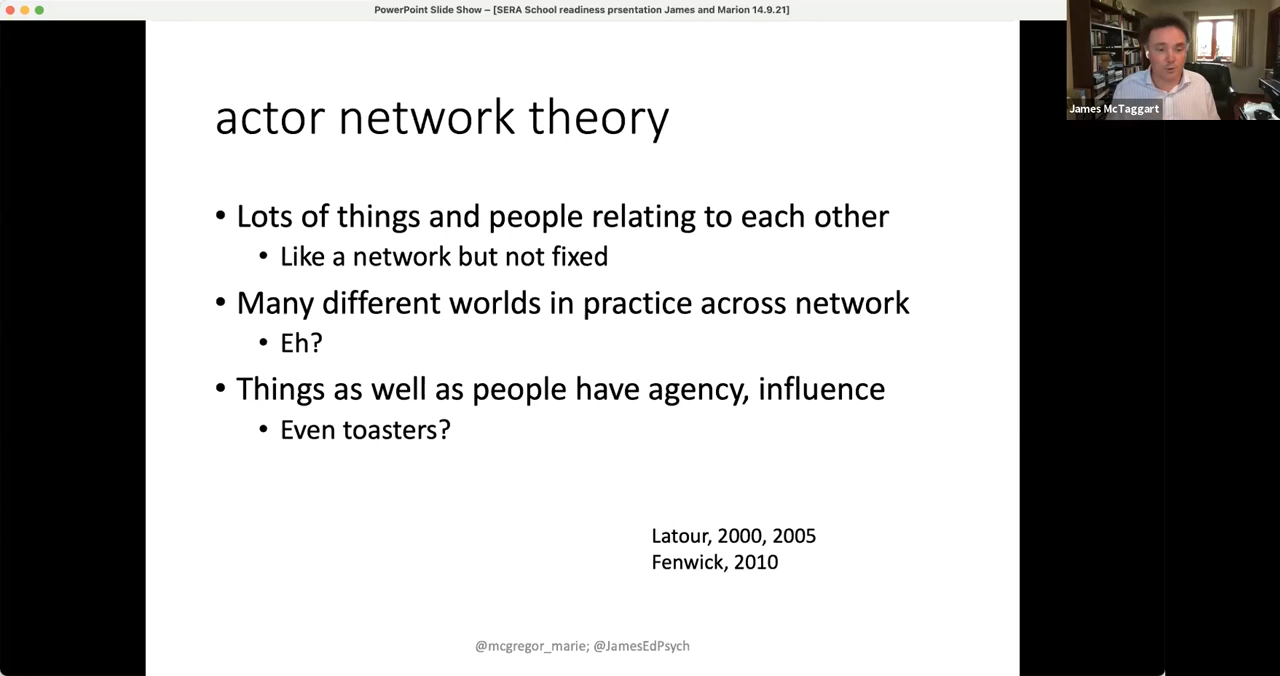 PowerPoint Slide Show – [SERA School readiness prsentation James and Marion 14.9.21]
James McTaggart
actor network theory
• Lots of things and people relating to each other
• Like a network but not fixed
• Many different worlds in practice across network
• Eh?
• Things as well as people have agency, influence
• Even toasters?
Latour, 2000, 2005
Fenwick, 2010
@mcgregor_marie; @JamesEdPsych